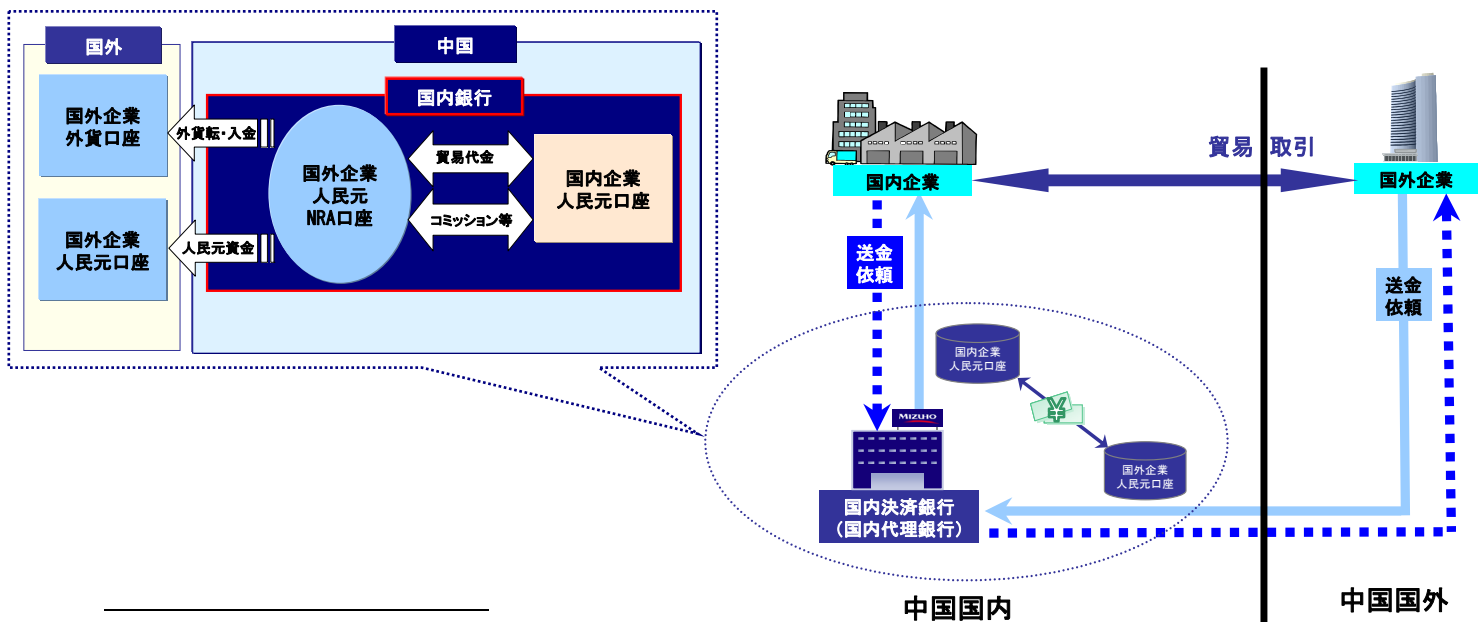 国外
中国
国内銀行
国外企業
外貨口座
外貨転・入金
国外企業
人民元
NRA口座
貿易代金
コミッション等
国内企業
人民元口座
国外企業
人民元口座
人民元資金
貿易 取引
国内企業
国外企業
送金
依頼
送金
依頼
国内企業
人民元口座
¥
MIZUHO
国外企業
人民元口座
国内決済銀行
(国内代理銀行)
中国国内
中国国外